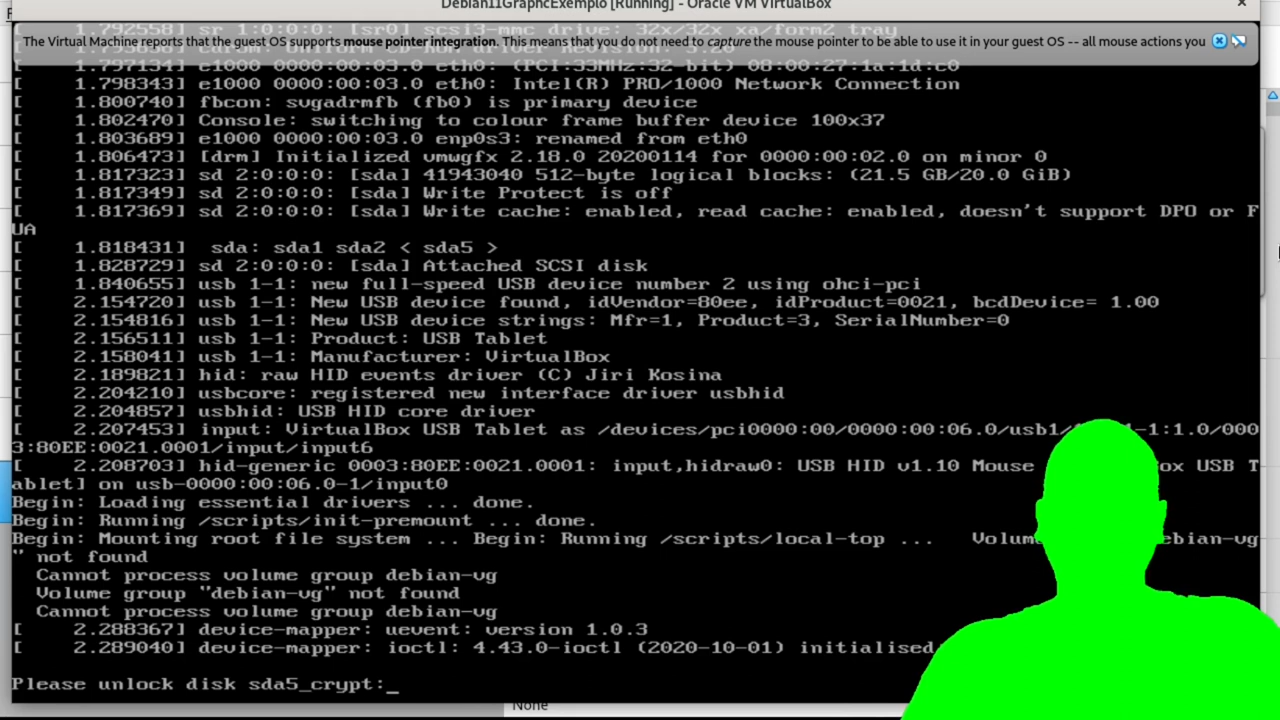 Debian11GraphcExemplo [Running] - Oracle VM VirtualBox
[    1.792558] sr 1:0:0:0: [sr0] scsi3-mmc drive: 32x/32x xa/form2 tray
The Virtual Machine reports that the guest OS supports mouse pointer integration. This means that you do not need to capture the mouse pointer to be able to use it in your guest OS -- all mouse actions you
[    1.797134] e1000 0000:00:03.0 eth0: (PCI:33MHz:32-bit) 08:00:27:1a:1d:c0
[    1.798343] e1000 0000:00:03.0 eth0: Intel(R) PRO/1000 Network Connection
[    1.800740] fbcon: svgadrmfb (fb0) is primary device
[    1.802470] Console: switching to colour frame buffer device 100x37
[    1.803689] e1000 0000:00:03.0 enp0s3: renamed from eth0
[    1.806473] [drm] Initialized vmwgfx 2.18.0 20200114 for 0000:00:02.0 on minor 0
[    1.817323] sd 2:0:0:0: [sda] 41943040 512-byte logical blocks: (21.5 GB/20.0 GiB)
[    1.817349] sd 2:0:0:0: [sda] Write Protect is off
[    1.817369] sd 2:0:0:0: [sda] Write cache: enabled, read cache: enabled, doesn't support DPO or F
UA
[    1.818431]  sda: sda1 sda2 < sda5 >
[    1.828729] sd 2:0:0:0: [sda] Attached SCSI disk
[    1.840655] usb 1-1: new full-speed USB device number 2 using ohci-pci
[    2.154720] usb 1-1: New USB device found, idVendor=80ee, idProduct=0021, bcdDevice= 1.00
[    2.154816] usb 1-1: New USB device strings: Mfr=1, Product=3, SerialNumber=0
[    2.156511] usb 1-1: Product: USB Tablet
[    2.158041] usb 1-1: Manufacturer: VirtualBox
[    2.189821] hid: raw HID events driver (C) Jiri Kosina
[    2.204210] usbcore: registered new interface driver usbhid
[    2.204857] usbhid: USB HID core driver
[    2.207453] input: VirtualBox USB Tablet as /devices/pci0000:00/0000:00:06.0/usb1/ -1:1.0/000
3:80EE:0021.0001/input/input6
[    2.208703] hid-generic 0003:80EE:0021.0001: input,hidraw0: USB HID v1.10 Mouse ox USB T
ablet] on usb-0000:00:06.0-1/input0
Begin: Loading essential drivers ... done.
Begin: Running /scripts/init-premount ... done.
Begin: Mounting root file system ... Begin: Running /scripts/local-top ...   Volum ebian-vg
" not found
Cannot process volume group debian-vg
Volume group "debian-vg" not found
Cannot process volume group debian-vg
[    2.288367] device-mapper: uevent: version 1.0.3
[    2.289040] device-mapper: ioctl: 4.43.0-ioctl (2020-10-01) initialised
Please unlock disk sda5_crypt:_
None